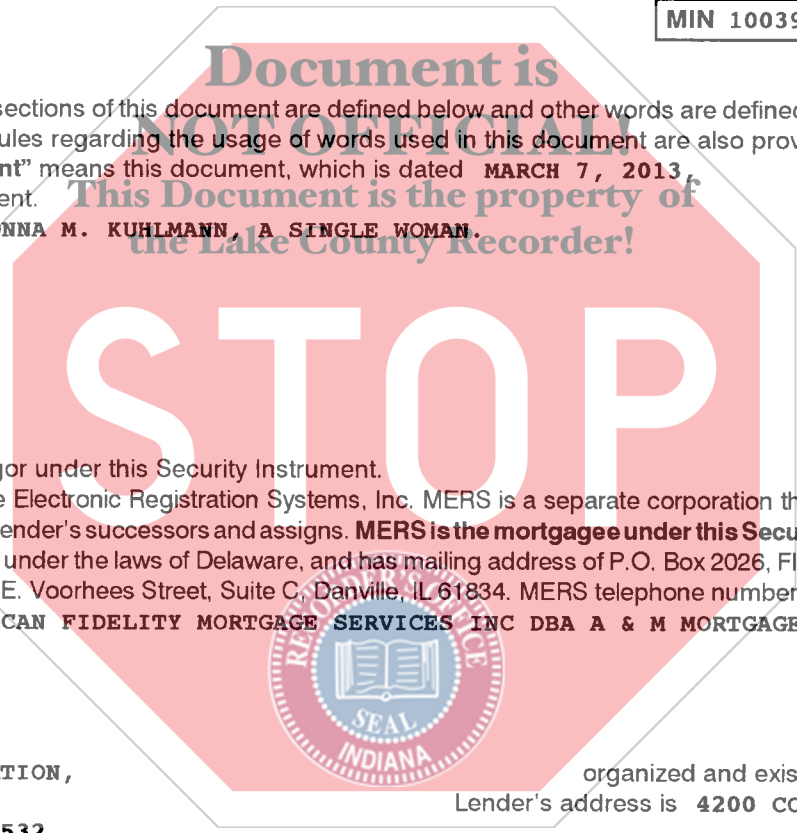 MIN 10039
Document is
sections of this document are defined below and other words are defined
NOT OFFICIAL!
ules regarding the usage of words used in this document are also prov
nt" means this document, which is dated MARCH 7, 2013,
This Document is the property of
ent.
NNA M. KUHLMANN, A SINGLE WOMAN.
the Lake County Recorder!
STOP
gor under this Security Instrument.
e Electronic Registration Systems, Inc. MERS is a separate corporation th
ender's successors and assigns. MERS is the mortgagee under this Secu
under the laws of Delaware, and has mailing address of P.O. Box 2026, Fl
E. Voorhees Street, Suite C, Danville, IL 61834. MERS telephone number
CAN FIDELITY MORTGAGE SERVICES INC DBA A & M MORTGAGE
RECORDER'S OFFICE
SEAL
INDIANA
TION,
organized and exis
Lender's address is 4200 CO
532